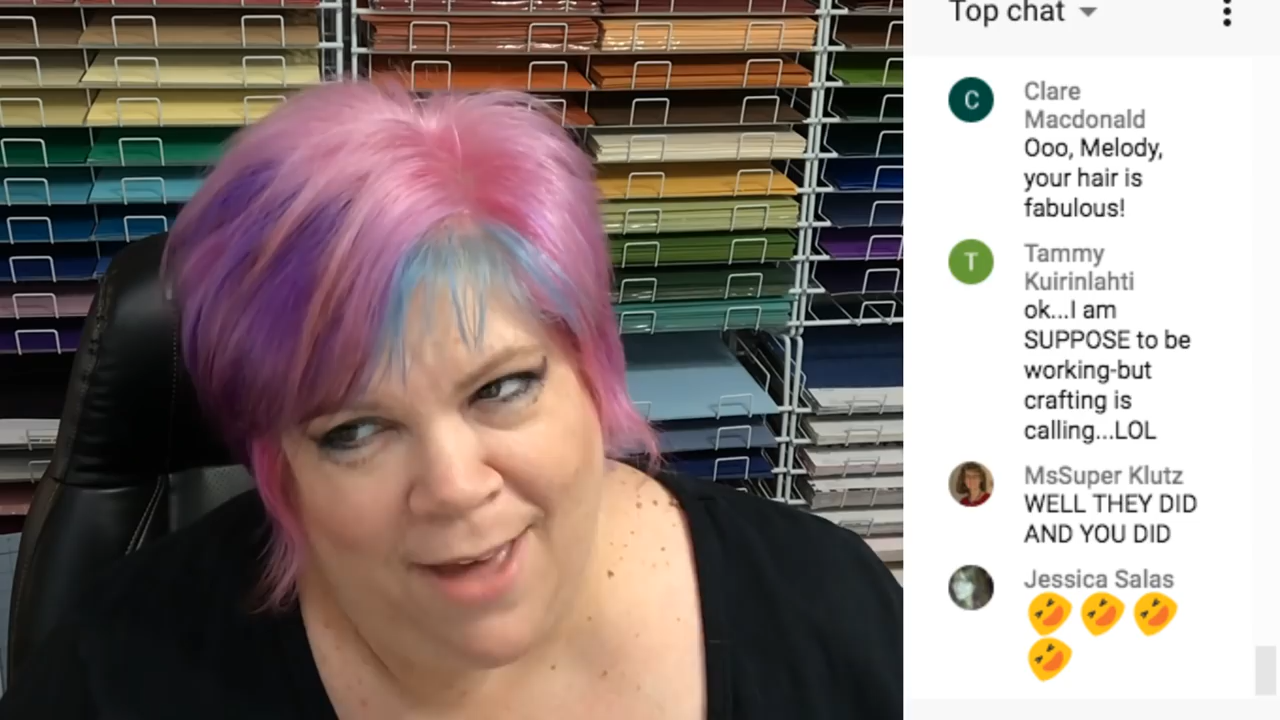 Top chat
Clare
Macdonald
Ooo, Melody,
your hair is
fabulous!
Tammy
Kuirinlahti
ok...I am
SUPPOSE to be
working-but
crafting is
calling...LOL
MsSuper Klutz
WELL THEY DID
AND YOU DID
Jessica Salas
C
T